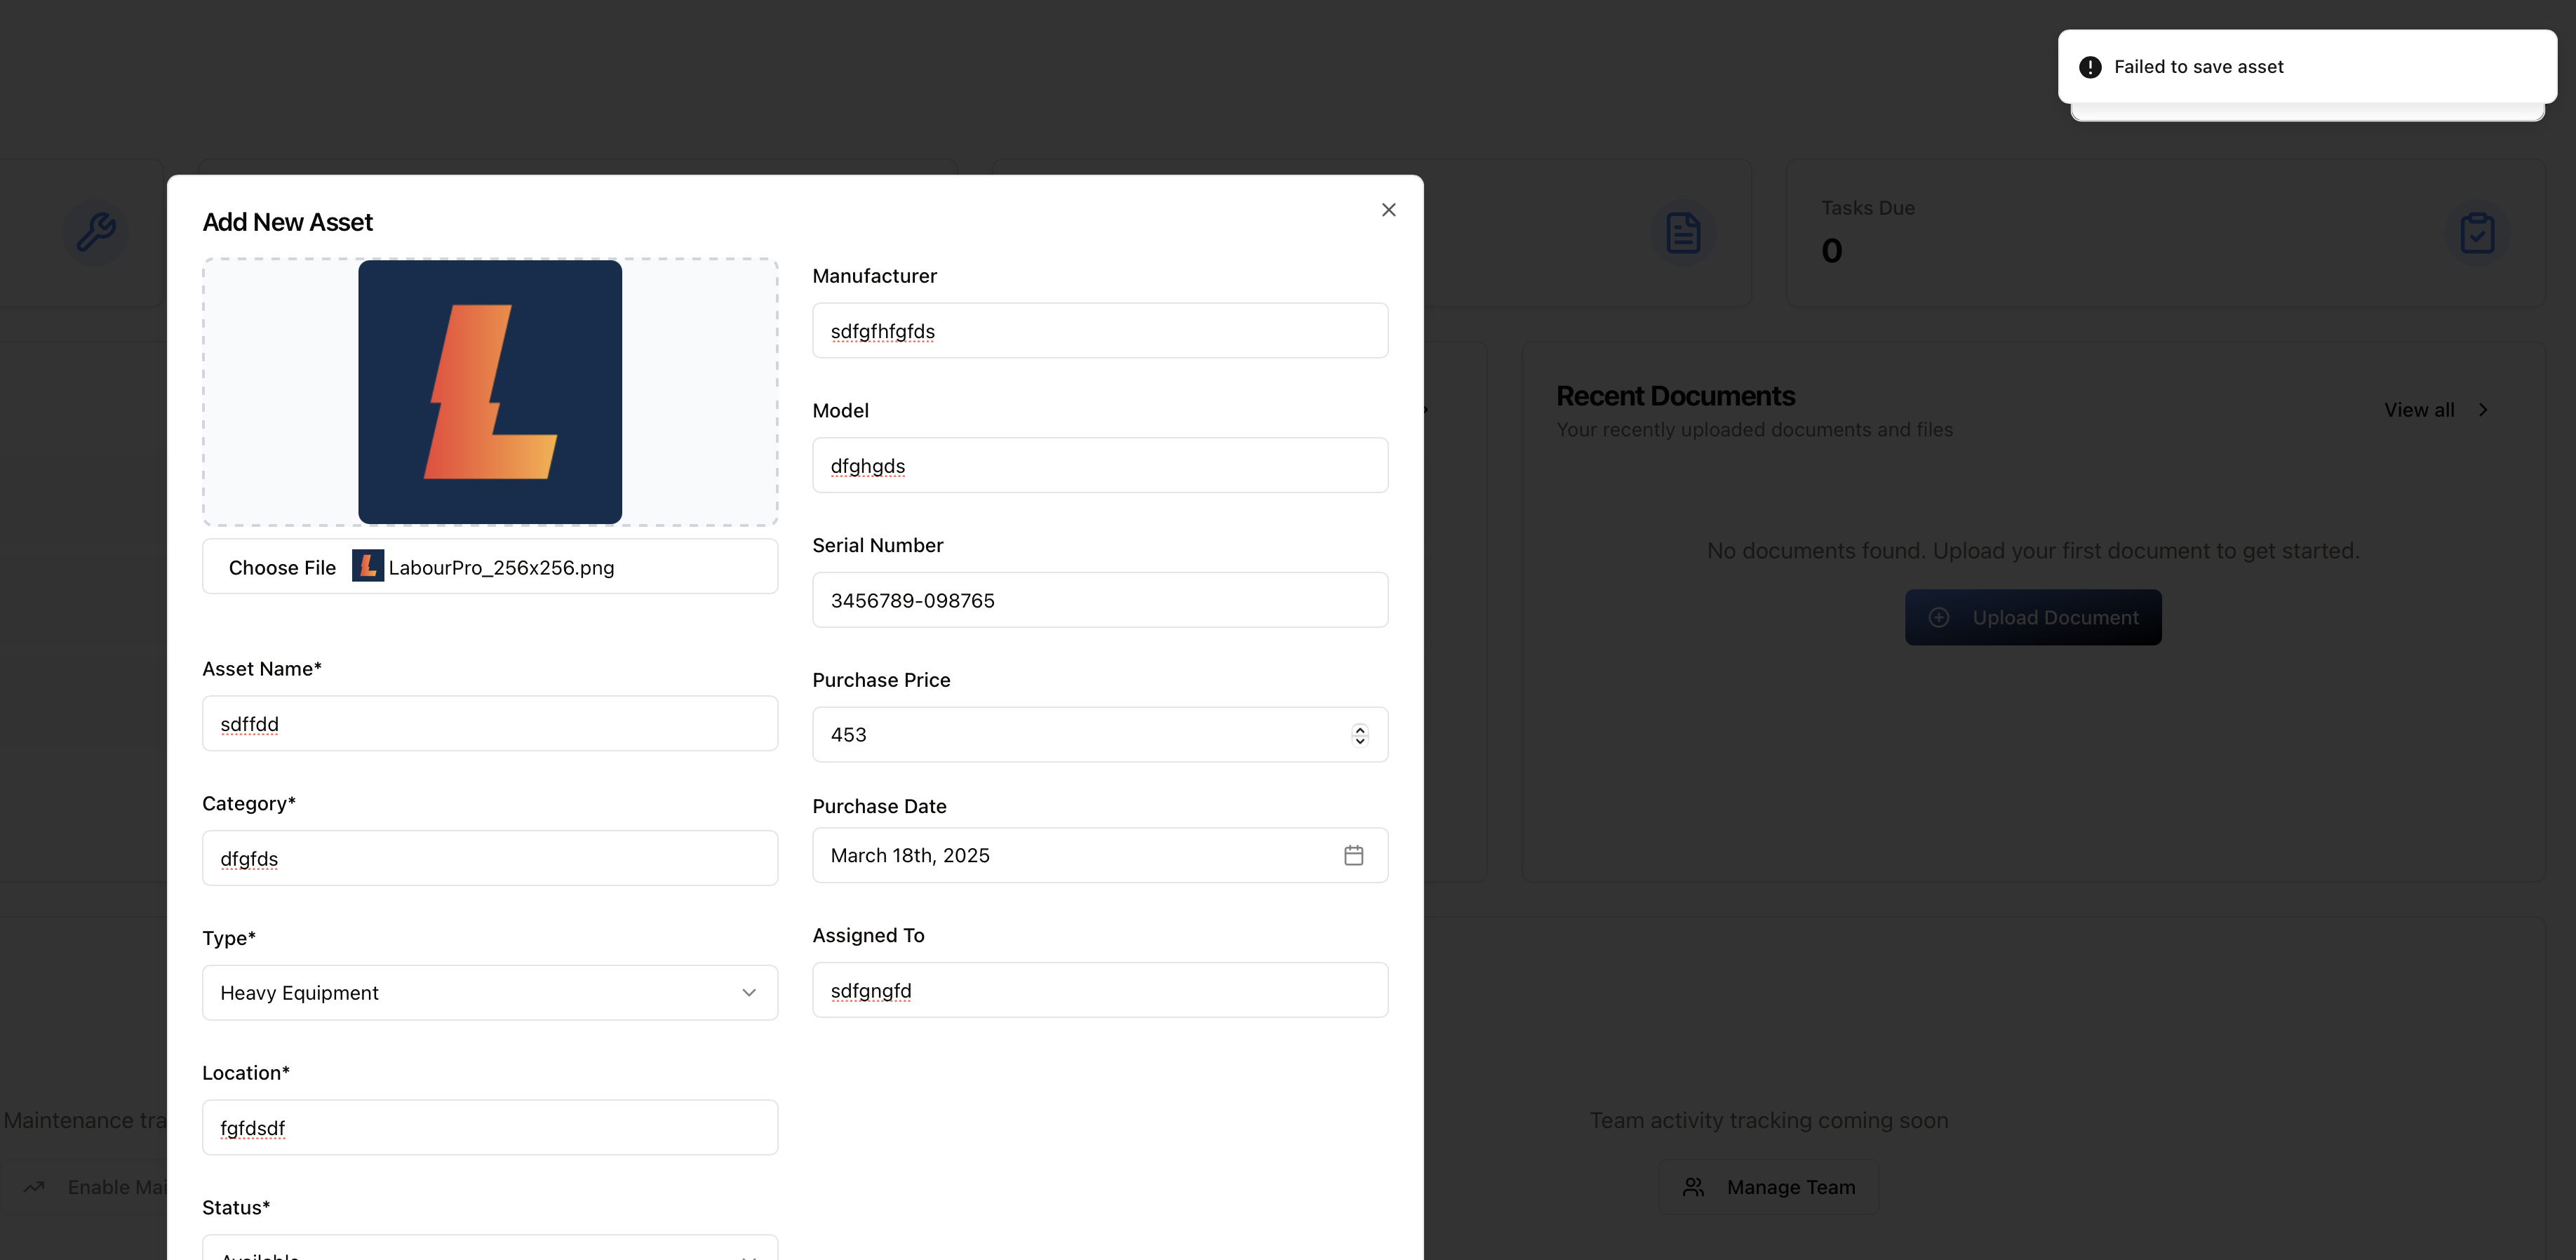 Failed to save asset
Tasks Due
0
Add New Asset
Manufacturer
sdfgfhfgfds
Model
dfghgds
Choose File LabourPro_256x256.png
Serial Number
3456789-098765
Asset Name*
sdffdd
Purchase Price
453
Category*
dfgfds
Purchase Date
March 18th, 2025
Type*
Heavy Equipment
Assigned To
sdfgngfd
Location*
fgfdsdf
Status*
Available
Recent Documents
View all
Your recently uploaded documents and files
No documents found. Upload your first document to get started.
Upload Document
Maintenance tra
Enable Mai
Team activity tracking coming soon
Manage Team